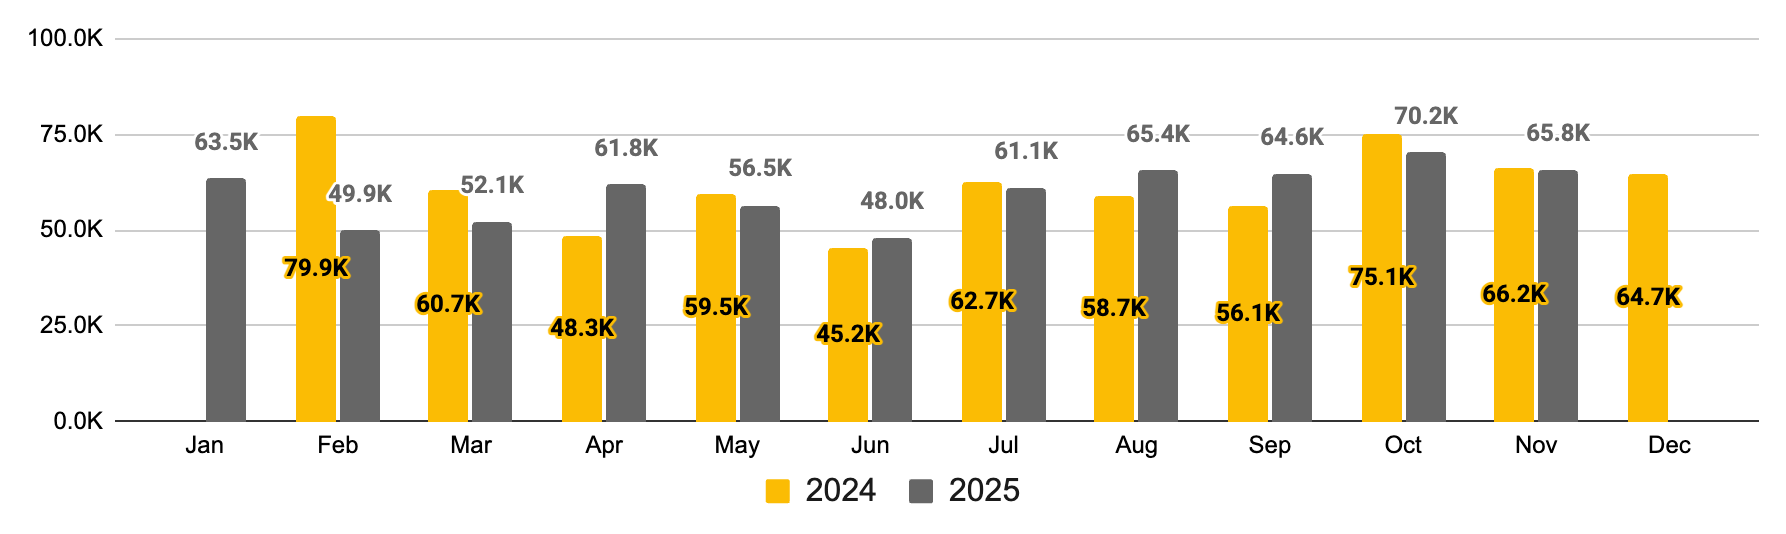 100.0K
75.0K
50.0K
25.0K
0.0K
63.5K
79.9K
49.9K
60.7K
52.1K
48.3K
61.8K
59.5K
56.5K
45.2K
48.0K
62.7K
61.1K
58.7K
65.4K
56.1K
64.6K
75.1K
70.2K
66.2K
65.8K
64.7K
Jan Feb Mar Apr May Jun Jul Aug Sep Oct Nov Dec
2024 2025